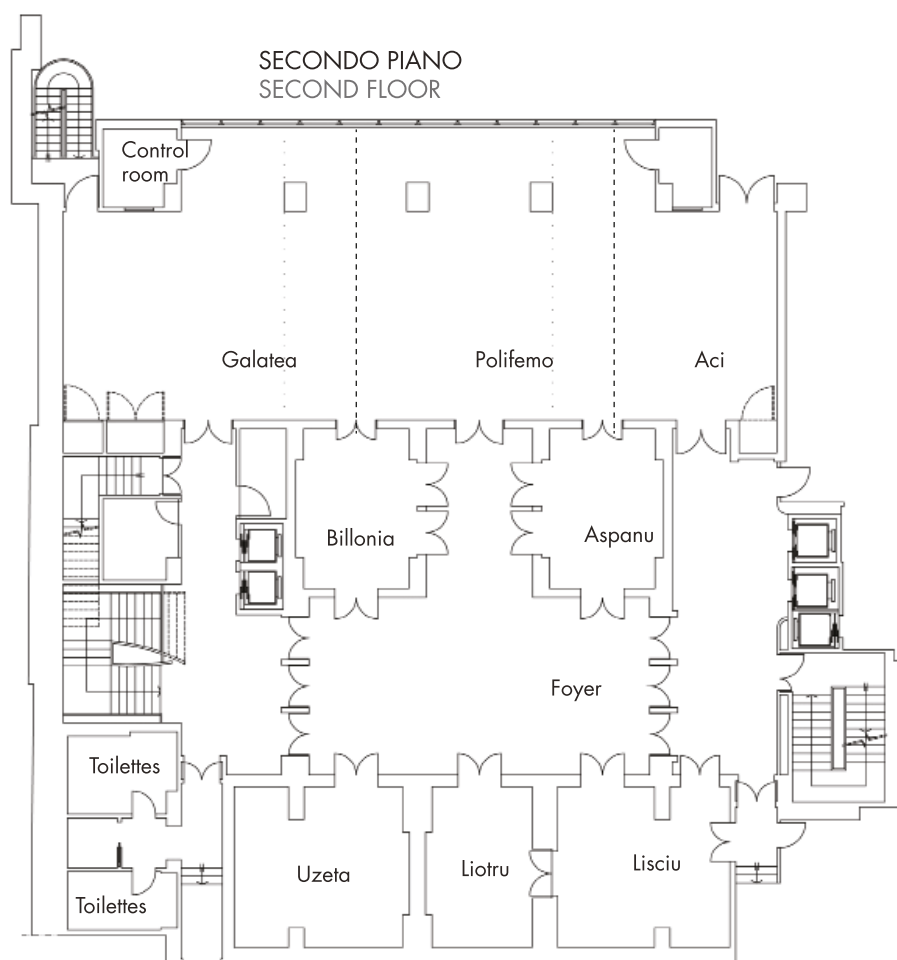 SECONDO PIANO
SECOND FLOOR
Control
room
Galatea
Polifemo
Aci
Billonia
Aspanu
Foyer
Toilettes
Uzeta
Liotru
Lisciu
Toilettes